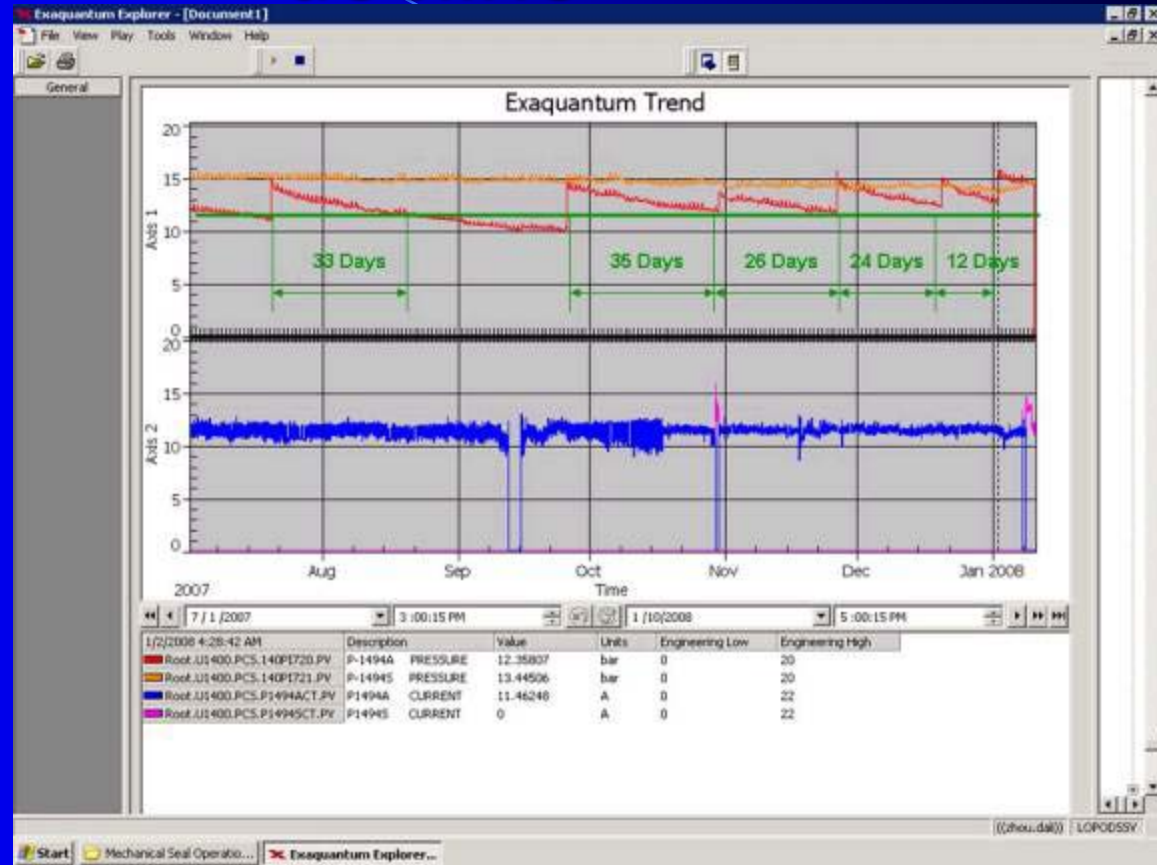 Exaquantum Explorer - [Document1]
File View Play Tools Window Help
General
Exaquantum Trend
20
15
10
5
0
Axis 1
33 Days
35 Days
26 Days
24 Days
12 Days
20
15
10
5
0
Axis 2
Aug Sep Oct Nov Dec Jan 2008
2007
Time
7/ 1 /2007 3 :00:15 PM 1 /10/2008 5 :00:15 PM
1/2/2008 4:28:42 AM Description Value Units Engineering Low Engineering High
Root.U1400.PCS.140PI720.PV P-1494A PRESSURE 12.35807 bar 0 20
Root.U1400.PCS.140PI721.PV P-1494S PRESSURE 13.44506 bar 0 20
Root.U1400.PCS.P1494ACT.PV P1494A CURRENT 11.46248 A 0 22
Root.U1400.PCS.P1494SCT.PV P1494S CURRENT 0 A 0 22
((zhou.dali)) LOPODSSV
Start Mechanical Seal Operatio... Exaquantum Explorer...